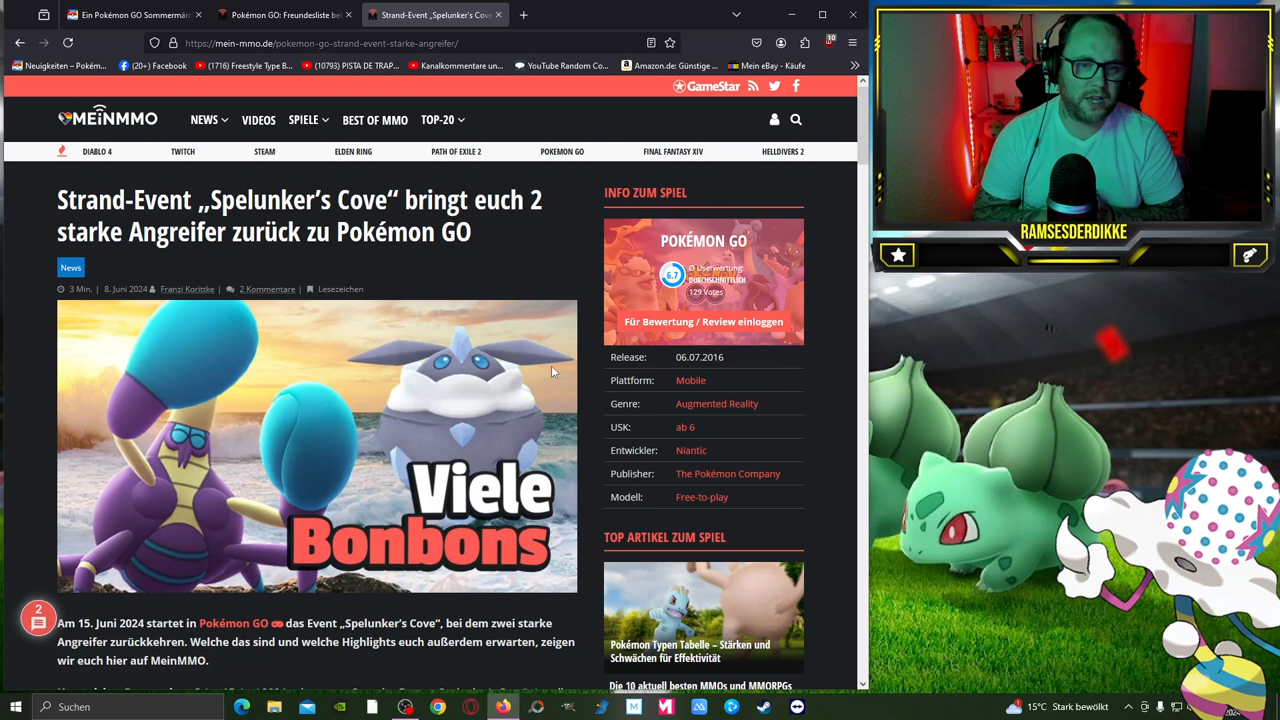 Ein Pokémon GO Sommermärc
Pokémon GO: Freundesliste bek
Strand-Event „Spelunker's Cove“
https://mein-mmo.de/pokemon-go-strand-event-starke-angreifer/
10
Neuigkeiten – Pokém...
(20+) Facebook
(1716) Freestyle Type B...
(10793) PISTA DE TRAP...
Kanalkommentare un...
YouTube Random Co...
Amazon.de: Günstige ...
Mein eBay - Käufe
GameStar
MEiNMMO
NEWS
VIDEOS
SPIELE
BEST OF MMO
TOP-20
DIABLO 4
TWITCH
STEAM
ELDEN RING
PATH OF EXILE 2
POKEMON GO
FINAL FANTASY XIV
HELLDIVERS 2
Strand-Event „Spelunker's Cove“ bringt euch 2
starke Angreifer zurück zu Pokémon GO
News
3 Min. | 8. Juni 2024 Franzi Korittke | 2 Kommentare | Lesezeichen
Viele
Bonbons
2
Am 15. Juni 2024 startet in Pokémon GO das Event „Spelunker's Cove“, bei dem zwei starke
Angreifer zurückkehren. Welche das sind und welche Highlights euch außerdem erwarten, zeigen
wir euch hier auf MeinMMO.
INFO ZUM SPIEL
POKÉMON GO
6.7
Ø Userwertung:
DURCHSCHNITTLICH
129 Votes
Für Bewertung / Review einloggen
Release: 06.07.2016
Plattform: Mobile
Genre: Augmented Reality
USK: ab 6
Entwickler: Niantic
Publisher: The Pokémon Company
Modell: Free-to-play
TOP ARTIKEL ZUM SPIEL
Pokémon Typen Tabelle – Stärken und
Schwächen für Effektivität
Die 10 aktuell besten MMOs und MMORPGs
RAMSESDERDIKKE
Suchen
15°C Stark bewölkt